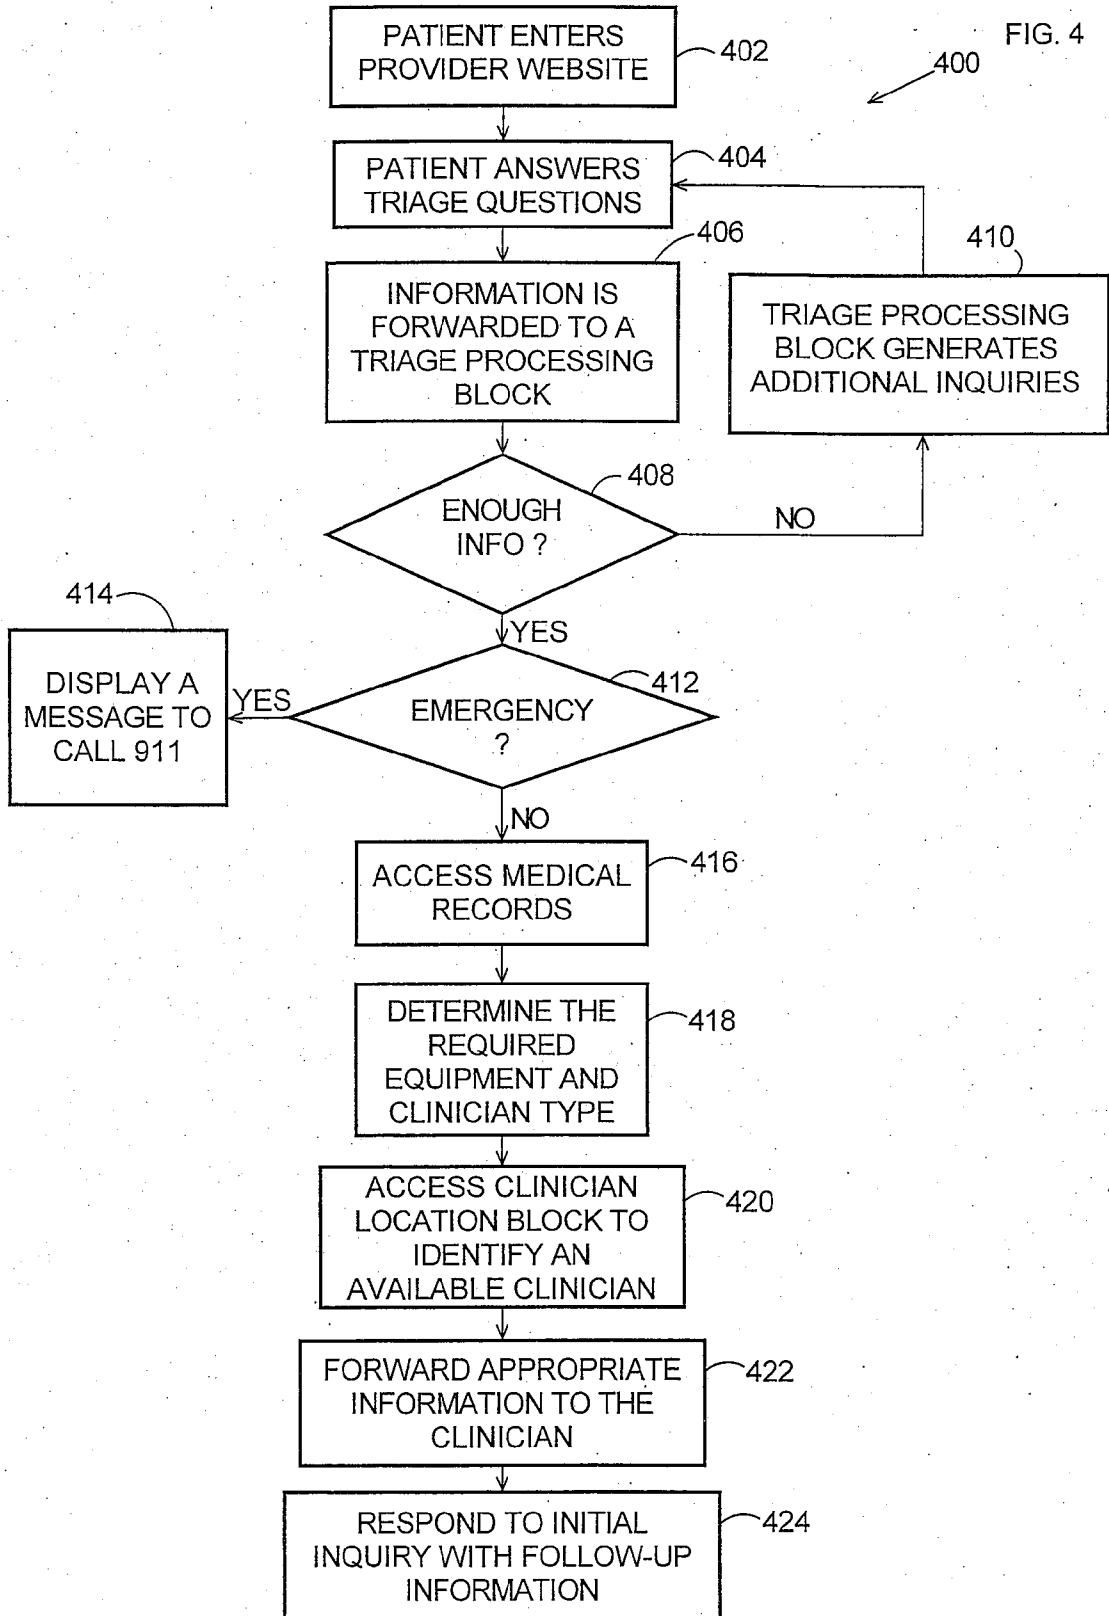 FIG. 4
400
PATIENT ENTERS
PROVIDER WEBSITE
402
PATIENT ANSWERS
TRIAGE QUESTIONS
404
INFORMATION IS
FORWARDED TO A
TRIAGE PROCESSING
BLOCK
406
410
TRIAGE PROCESSING
BLOCK GENERATES
ADDITIONAL INQUIRIES
ENOUGH
INFO ?
408
NO
YES
414
DISPLAY A
MESSAGE TO
CALL 911
YES
EMERGENCY
?
412
NO
ACCESS MEDICAL
RECORDS
416
DETERMINE THE
REQUIRED
EQUIPMENT AND
CLINICIAN TYPE
418
ACCESS CLINICIAN
LOCATION BLOCK TO
IDENTIFY AN
AVAILABLE CLINICIAN
420
FORWARD APPROPRIATE
INFORMATION TO THE
CLINICIAN
422
RESPOND TO INITIAL
INQUIRY WITH FOLLOW-UP
INFORMATION
424